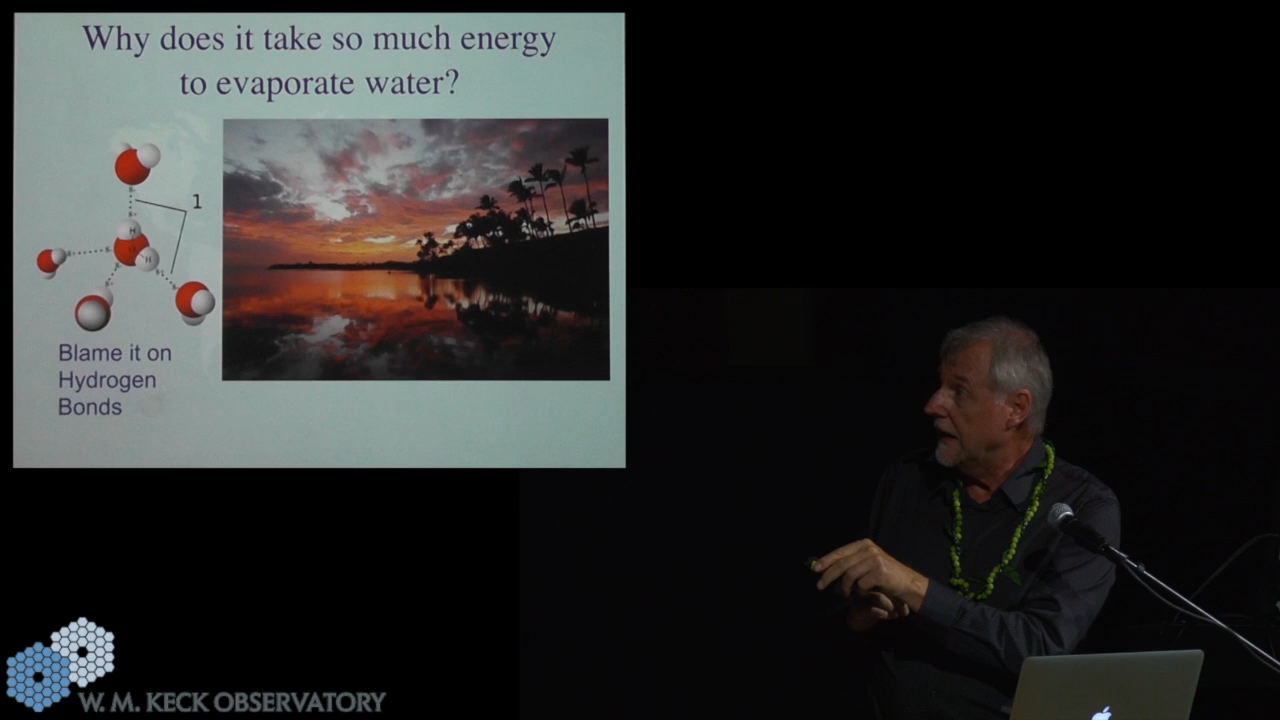 Why does it take so much energy
to evaporate water?
1
Blame it on
Hydrogen
Bonds
W. M. KECK OBSERVATORY